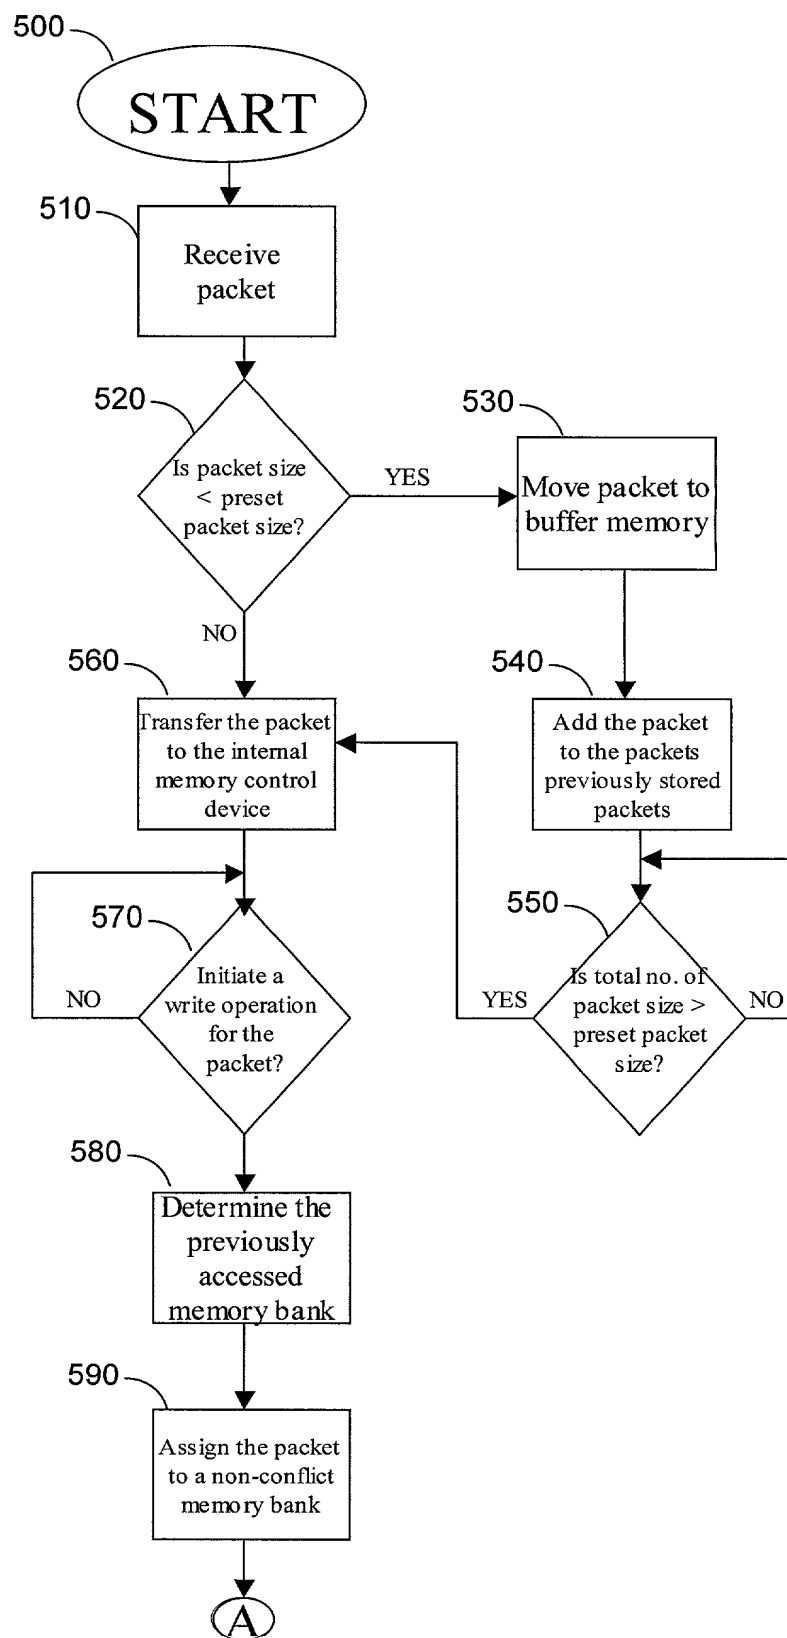 500
START
510
Receive
packet
520
Is packet size
< preset
packet size?
YES
NO
530
Move packet to
buffer memory
540
Add the packet
to the packets
previously stored
packets
550
Is total no. of
packet size >
preset packet
size?
YES
NO
560
Transfer the packet
to the internal
memory control
device
570
Initiate a
write operation
for the
packet?
NO
580
Determine the
previously
accessed
memory bank
590
Assign the packet
to a non-conflict
memory bank
A